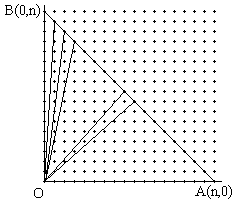 B(0,n)
O
A(n,0)